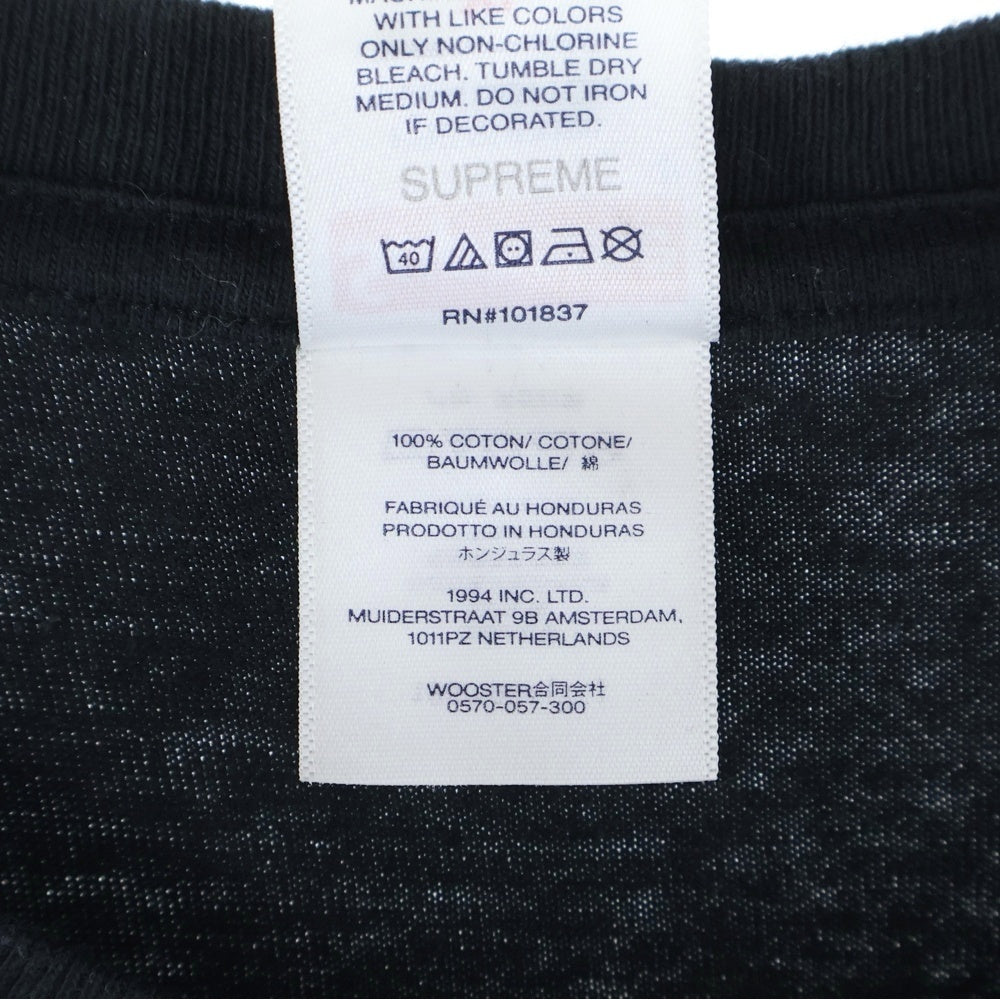 WITH LIKE COLORS
ONLY NON-CHLORINE
BLEACH. TUMBLE DRY
MEDIUM. DO NOT IRON
IF DECORATED.
SUPREME
40
RN#101837
100% COTON/ COTONE/
BAUMWOLLE/ 綿
FABRIQUÉ AU HONDURAS
PRODOTTO IN HONDURAS
ホンジュラス製
1994 INC. LTD.
MUIDERSTRAAT 9B AMSTERDAM,
1011PZ NETHERLANDS
WOOSTER合同会社
0570-057-300